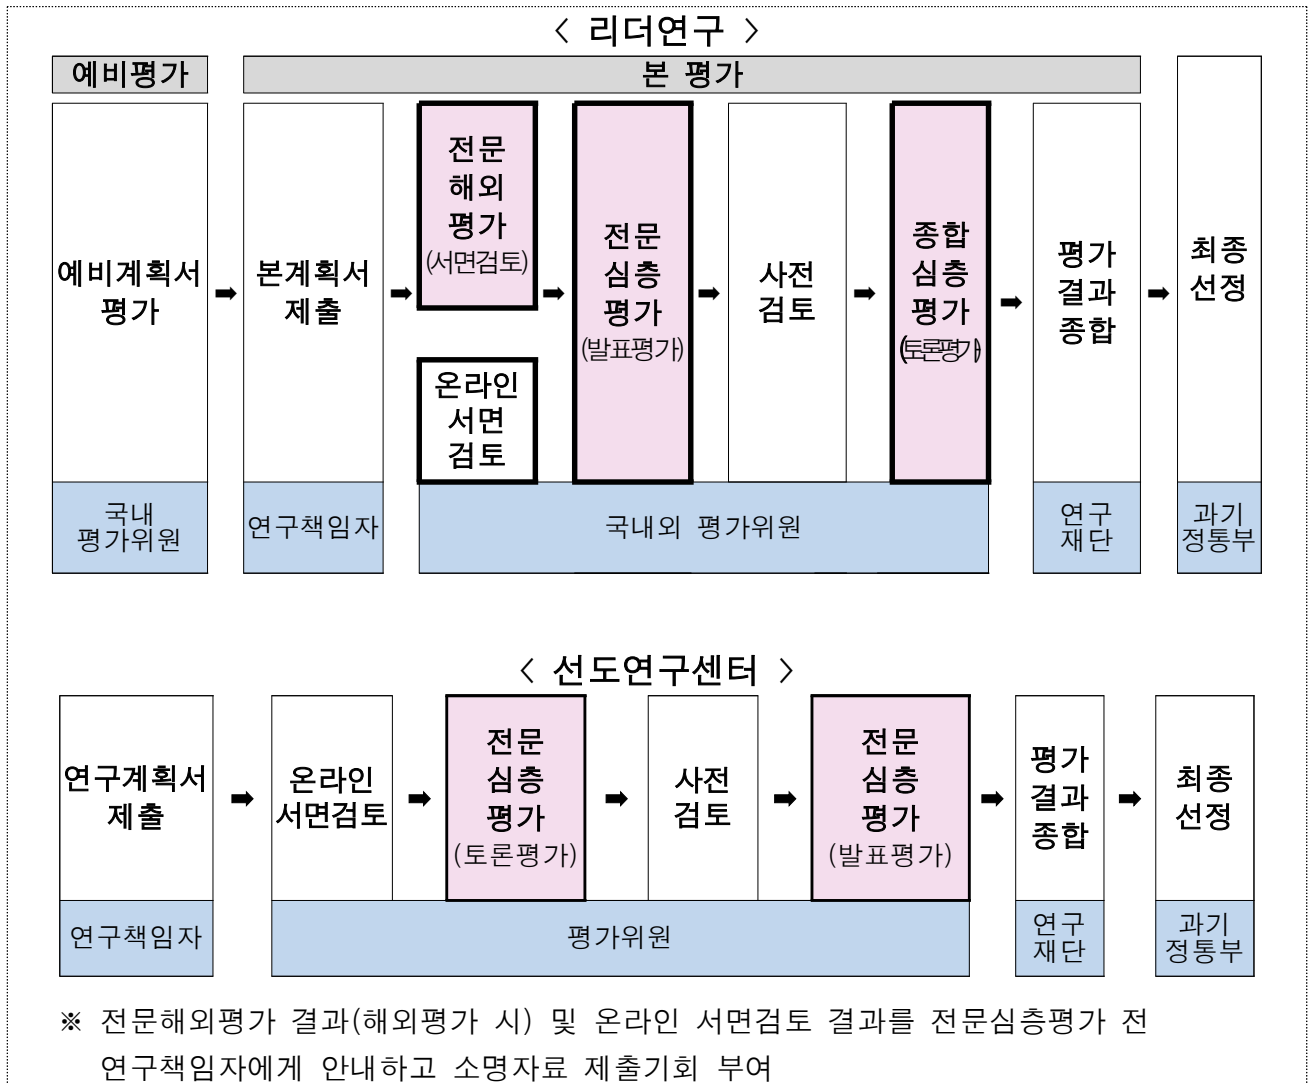 < 리더연구 >
예비평가
본 평가
예비계획서
평가
➡
본계획서
제출
➡
전문
해외
평가
(서면검토)
온라인
서면
검토
➡
전문
심층
평가
(발표평가)
➡
사전
검토
➡
종합
심층
평가
(토론평가)
➡
평가
결과
종합
➡
최종
선정
국내
평가위원
연구책임자
국내외 평가위원
연구
재단
과기
정통부
< 선도연구센터 >
연구계획서
제출
➡
온라인
서면검토
➡
전문
심층
평가
(토론평가)
➡
사전
검토
➡
전문
심층
평가
(발표평가)
➡
평가
결과
종합
➡
최종
선정
연구책임자
평가위원
연구
재단
과기
정통부
※ 전문해외평가 결과(해외평가 시) 및 온라인 서면검토 결과를 전문심층평가 전
연구책임자에게 안내하고 소명자료 제출기회 부여